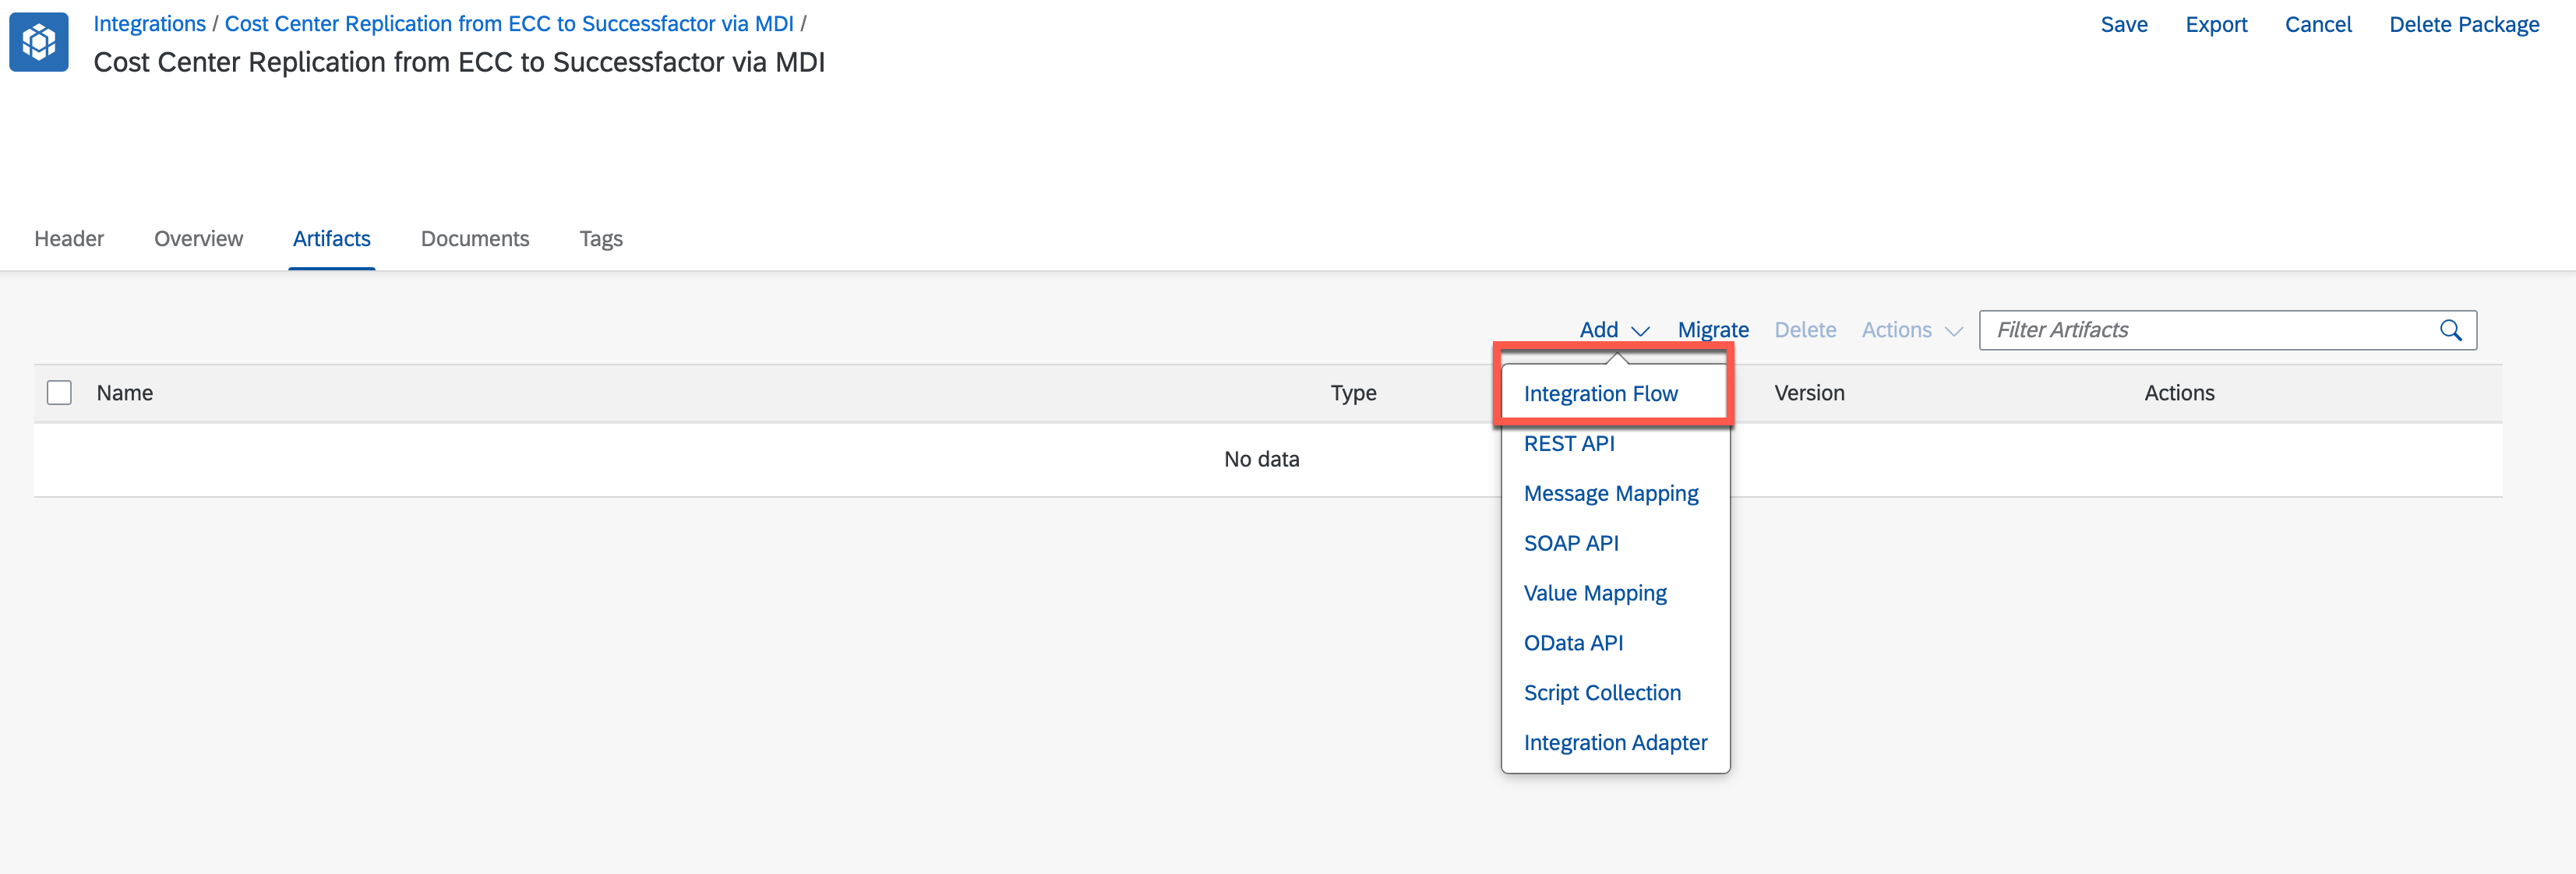 Integrations / Cost Center Replication from ECC to Successfactor via MDI /
Save Export Cancel Delete Package
Cost Center Replication from ECC to Successfactor via MDI
Header Overview Artifacts Documents Tags
Add Migrate Delete Actions Filter Artifacts
Name Type Version Actions
No data
Integration Flow
REST API
Message Mapping
SOAP API
Value Mapping
OData API
Script Collection
Integration Adapter